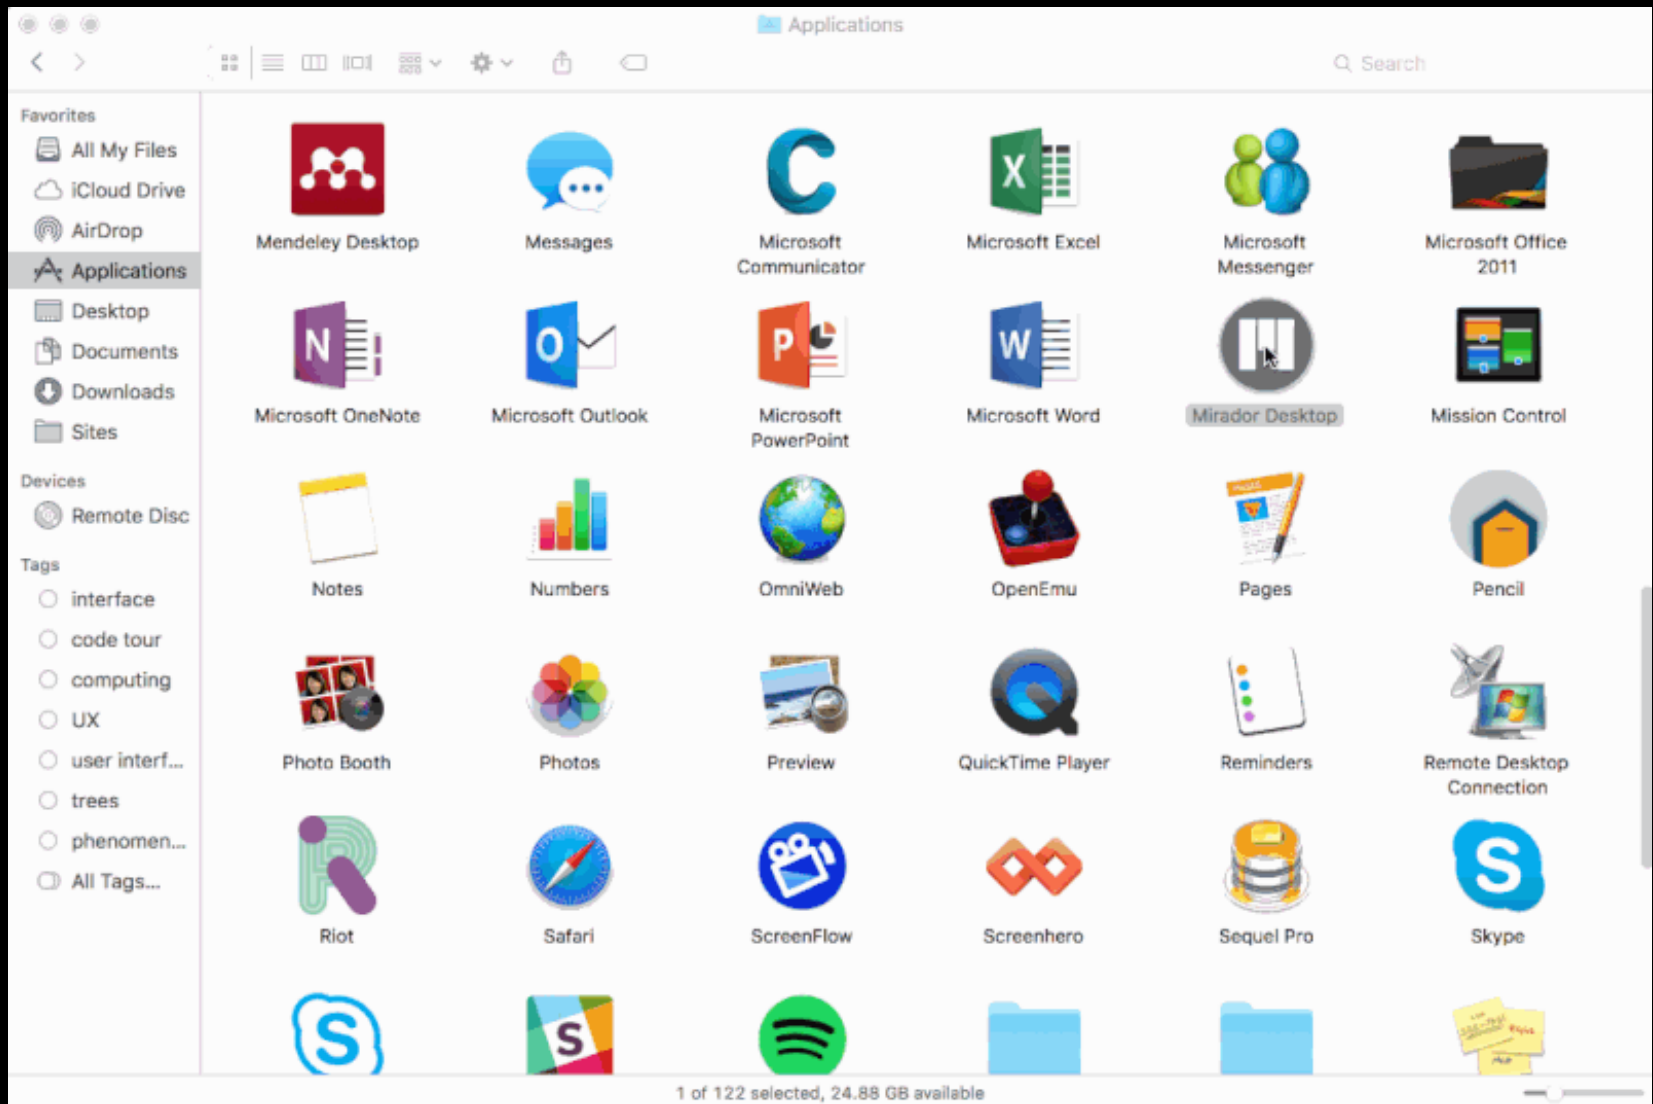 Applications
Search
Favorites
All My Files
iCloud Drive
AirDrop
Applications
Desktop
Documents
Downloads
Sites
Devices
Remote Disc
Tags
interface
code tour
computing
UX
user interf...
trees
phenomen...
All Tags...
Mendeley Desktop
Messages
Microsoft
Communicator
Microsoft Excel
Microsoft
Messenger
Microsoft Office
2011
Microsoft OneNote
Microsoft Outlook
Microsoft
PowerPoint
Microsoft Word
Mirador Desktop
Mission Control
Notes
Numbers
OmniWeb
OpenEmu
Pages
Pencil
Photo Booth
Photos
Preview
QuickTime Player
Reminders
Remote Desktop
Connection
Riot
Safari
ScreenFlow
Screenhero
Sequel Pro
Skype
1 of 122 selected, 24.88 GB available